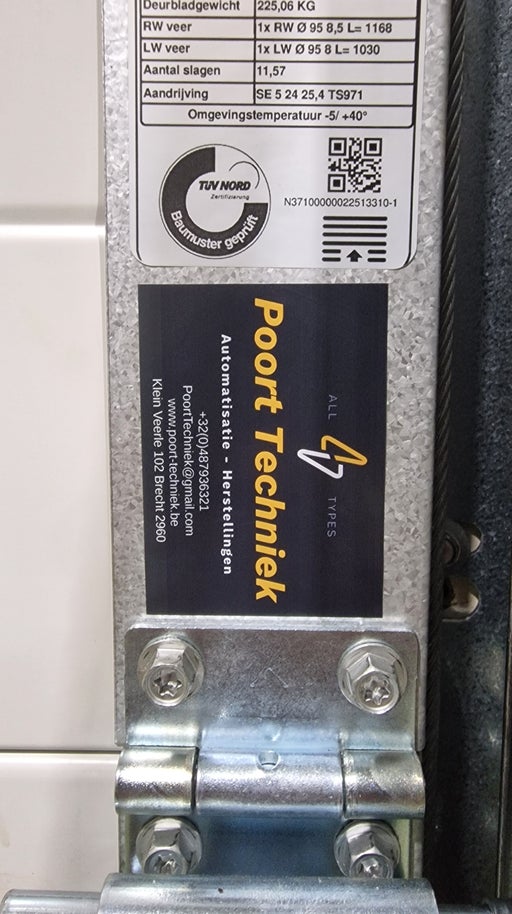 Deurbladgewicht 225,06 KG
RW veer 1x RW Ø 95 8,5 L= 1168
LW veer 1x LW Ø 95 8 L= 1030
Aantal slagen 11,57
Aandrijving SE 5 24 25,4 TS971
Omgevingstemperatuur -5/ +40°
TÜV NORD
Zertifizierung
Baumuster geprüft
N37100000022513310-1
ALL TYPES
Poort Techniek
Automatisatie - Herstellingen
+32(0)487936321
PoortTechniek@gmail.com
www.poort-techniek.be
Klein Veerle 102 Brecht 2960